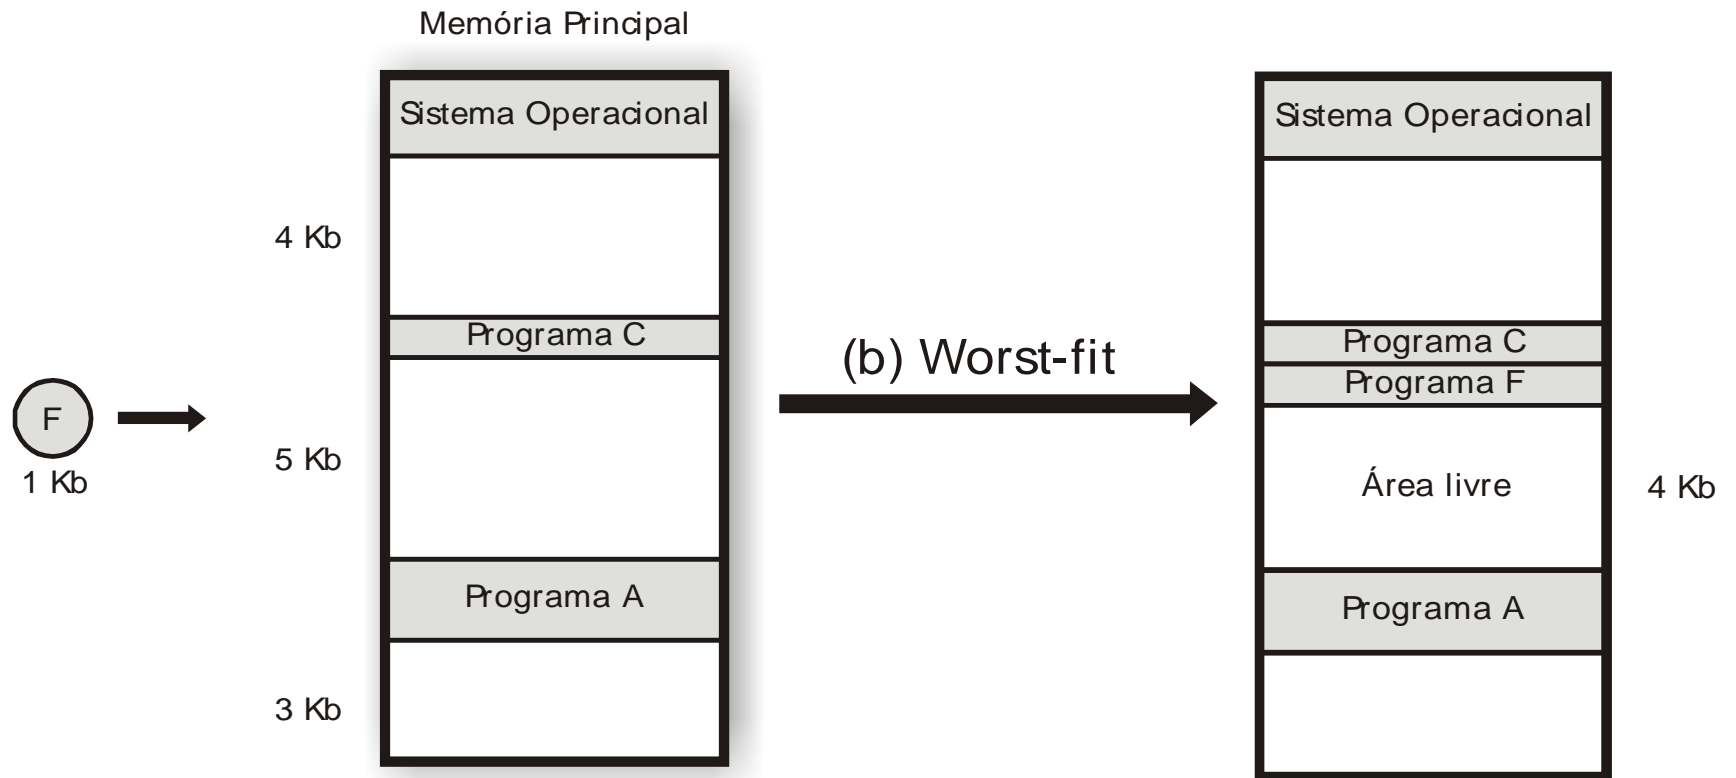 Memória Principal
Sistema Operacional
4 Kb
Programa C
F
1 Kb
5 Kb
Programa A
3 Kb
(b) Worst-fit
Sistema Operacional
Programa C
Programa F
Área livre
4 Kb
Programa A